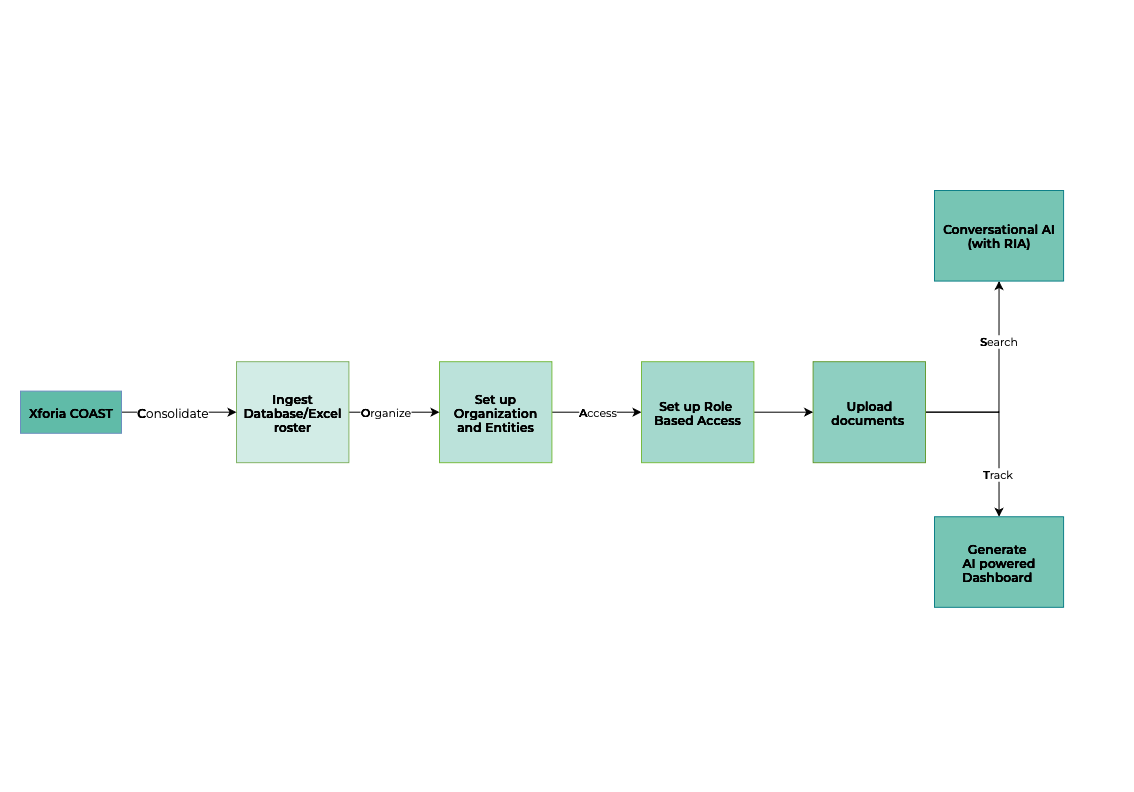 Xforia COAST
Consolidate
Ingest
Database/Excel
roster
Organize
Set up
Organization
and Entities
Access
Set up Role
Based Access
Upload
documents
Search
Conversational AI
(with RIA)
Track
Generate
AI powered
Dashboard